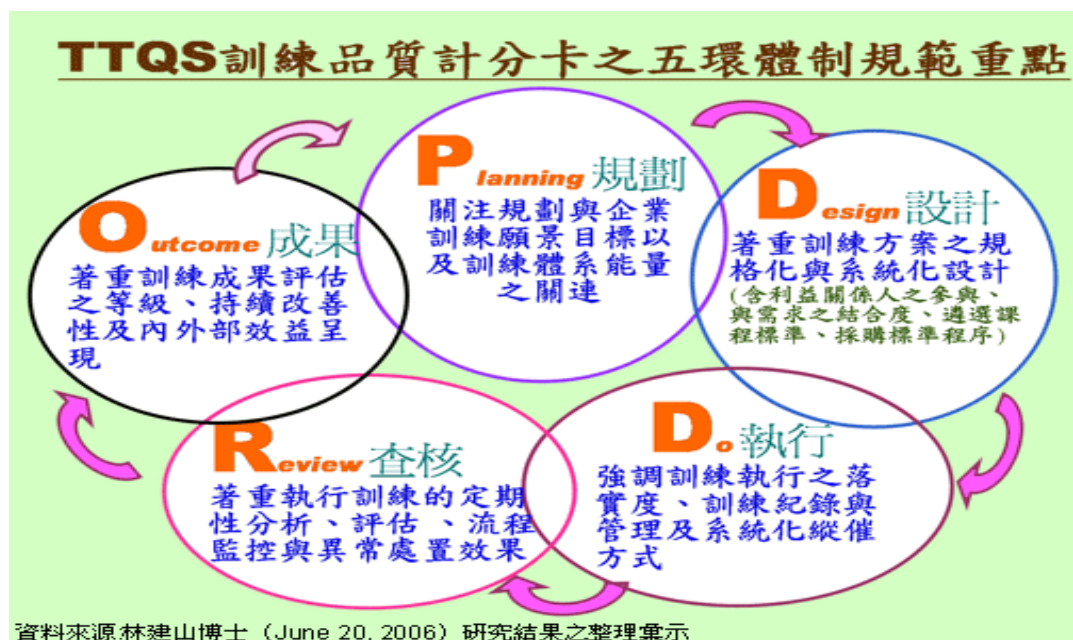 TTQS訓練品質計分卡之五環體制規範重點
Planning 規劃
關注規劃與企業
訓練願景目標以
及訓練體系能量
之關連
Design 設計
著重訓練方案之規
格化與系統化設計
(含利益關係人之參與、
與需求之結合度、遴選課
程標準、採購標準程序)
Do 執行
強調訓練執行之落
實度、訓練紀錄與
管理及系統化縱催
方式
Review 查核
著重執行訓練的定期
性分析、評估 、流程
監控與異常處置效果
Outcome 成果
著重訓練成果評估
之等級、持續改善
性及內外部效益呈
現
資料來源:林建山博士（June 20, 2006）研究結果之整理彙示